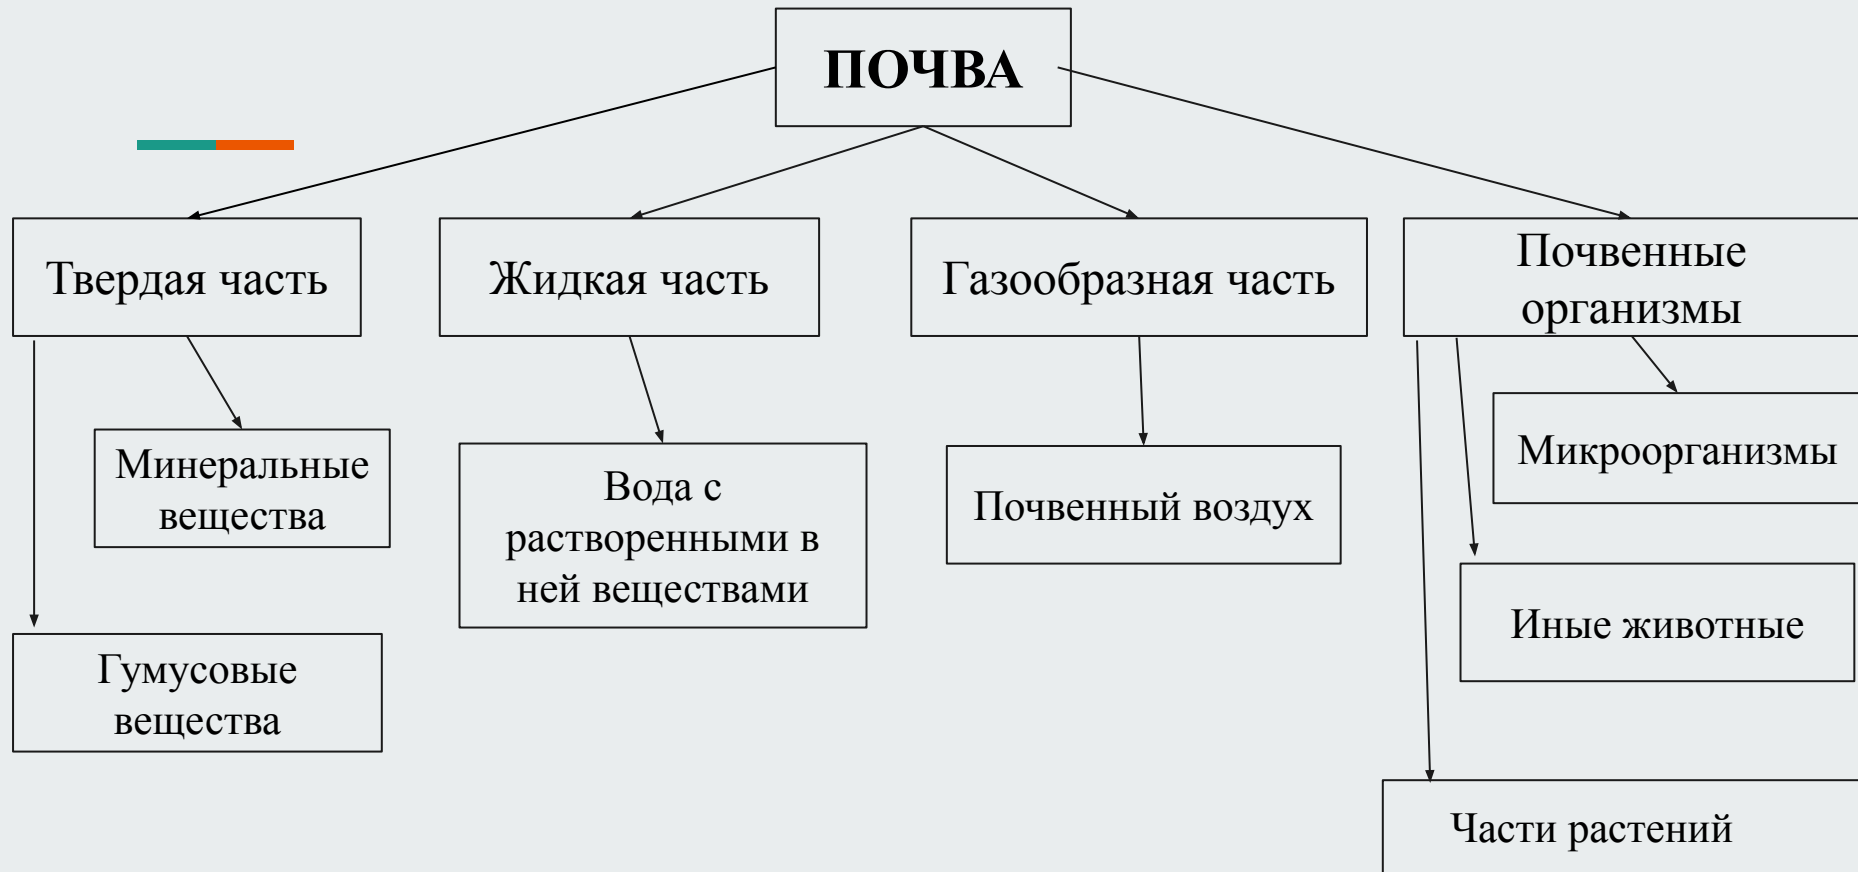 ПОЧВА
Твердая часть
Жидкая часть
Газообразная часть
Почвенные
организмы
Минеральные
вещества
Вода с
растворенными в
ней веществами
Почвенный воздух
Микроорганизмы
Иные животные
Гумусовые
вещества
Части растений